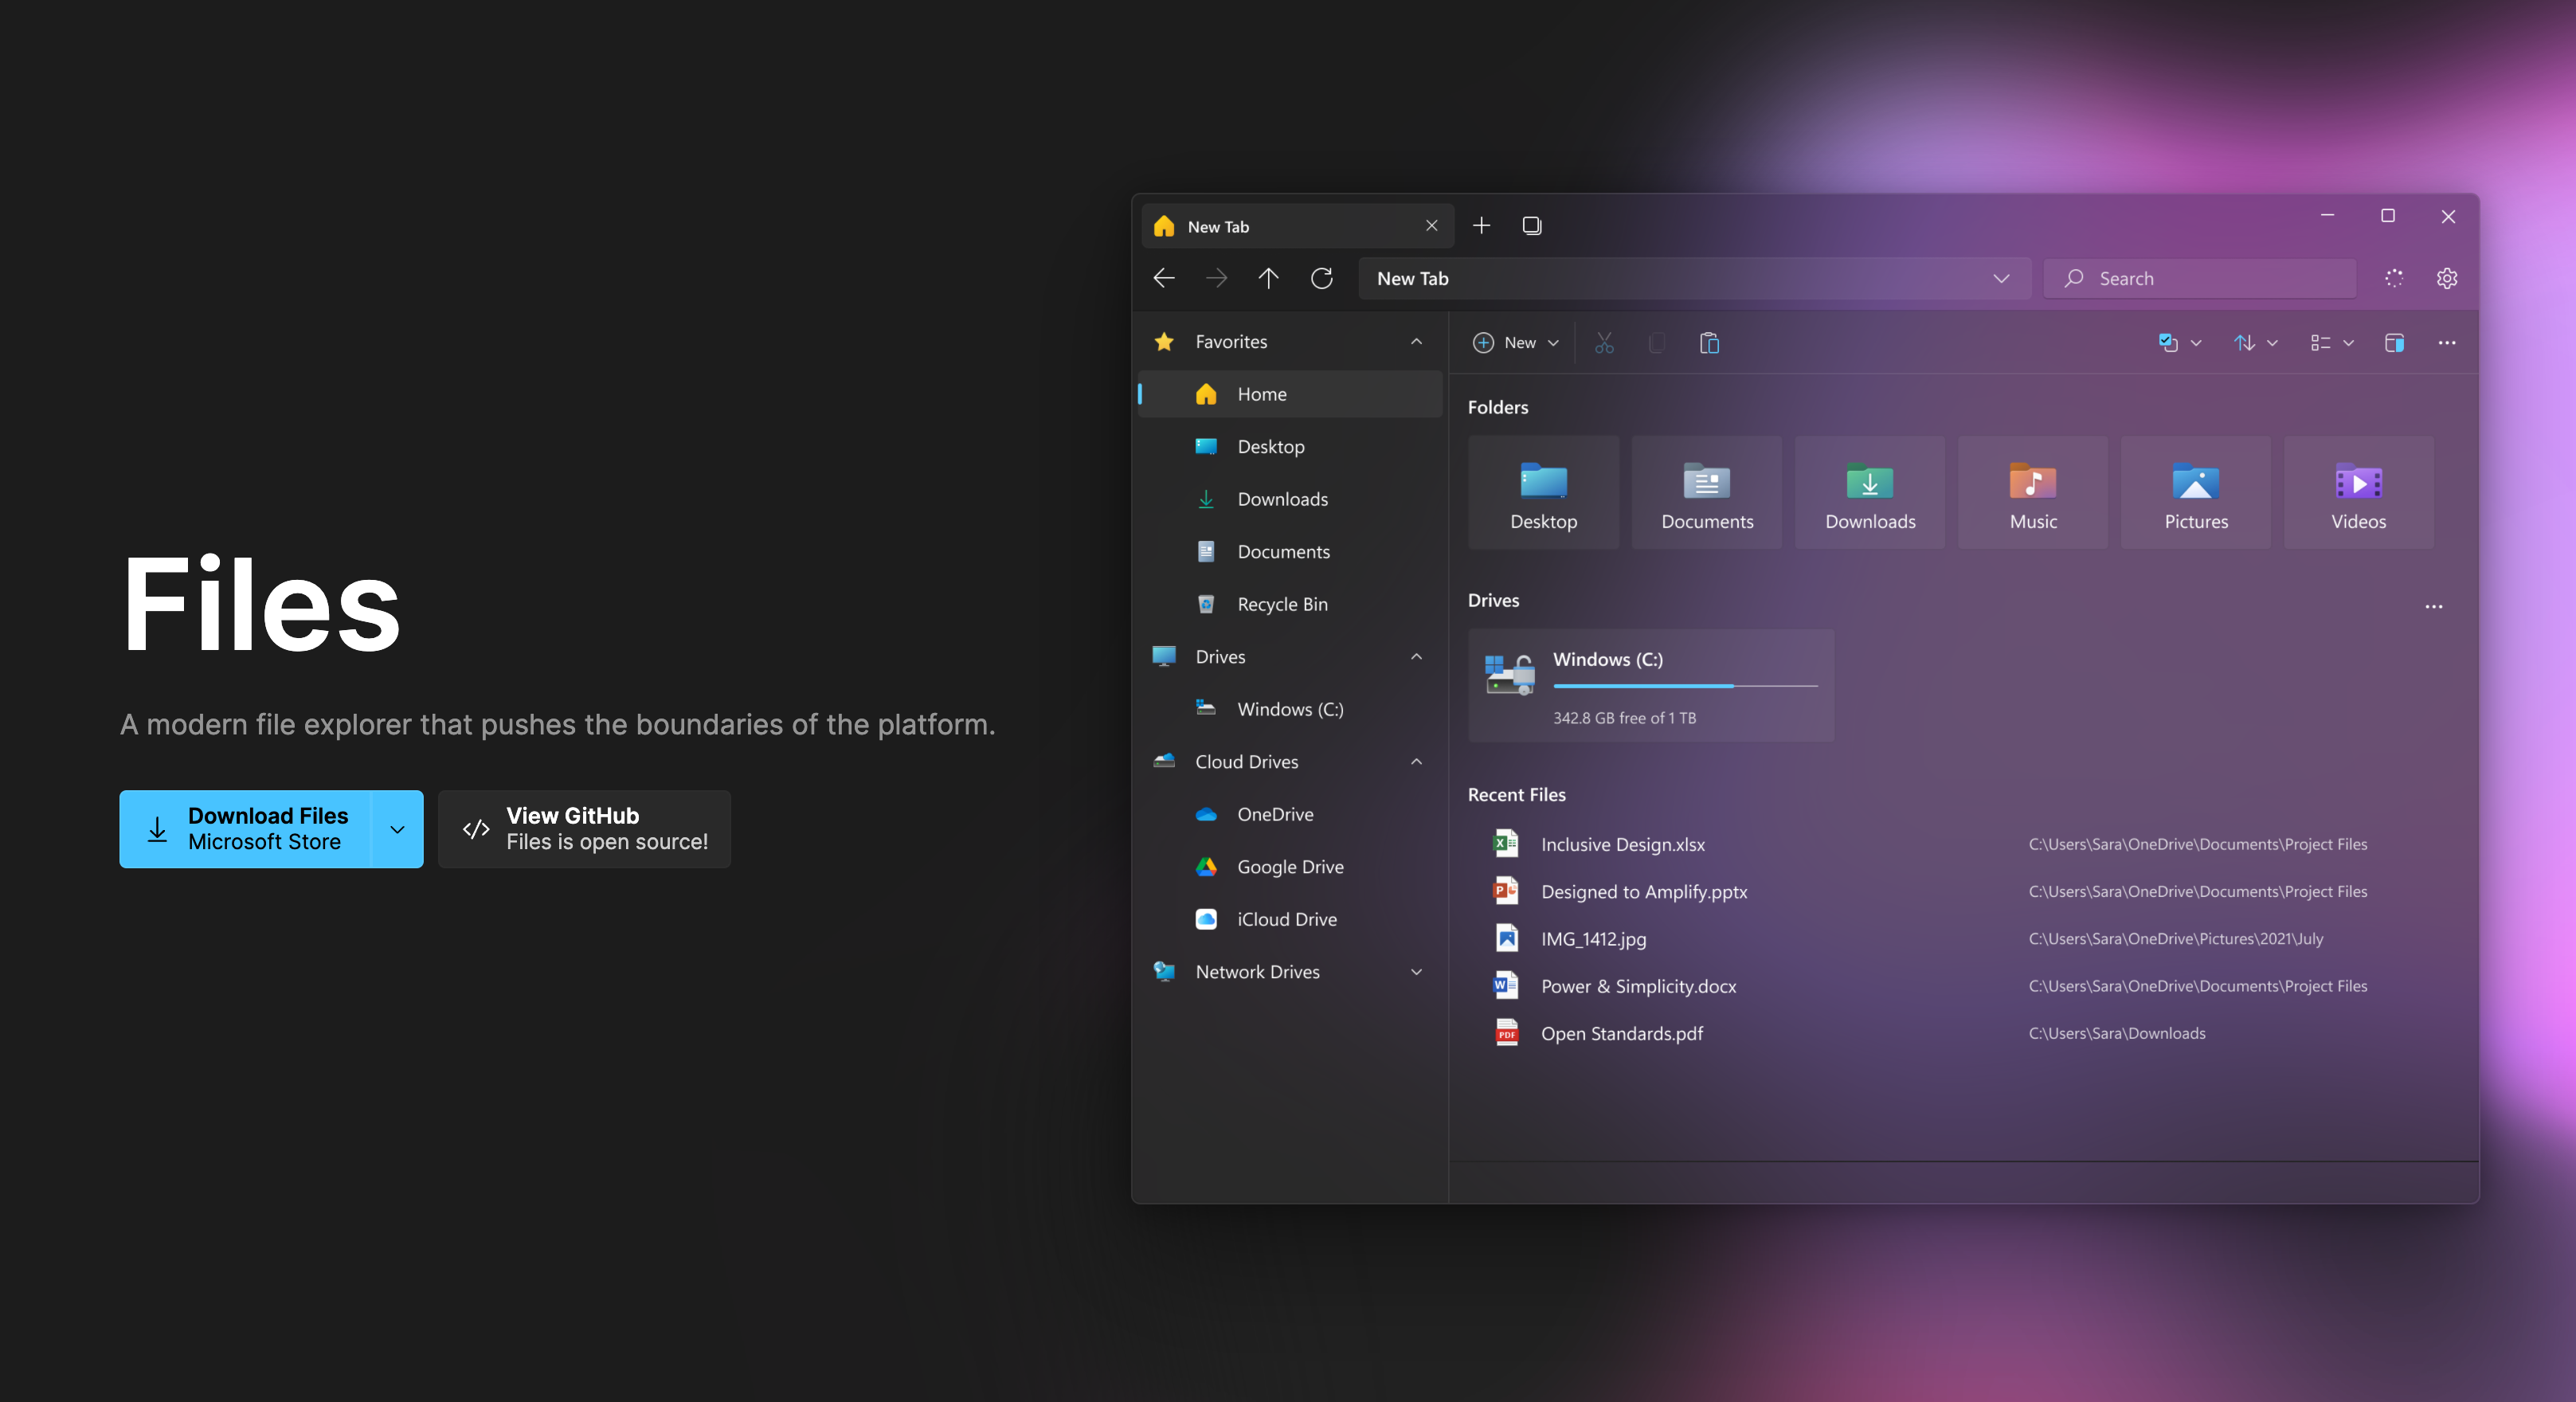 Files
A modern file explorer that pushes the boundaries of the platform.
Download Files
Microsoft Store
View GitHub
Files is open source!
New Tab
New Tab
Search
Favorites
Home
Desktop
Downloads
Documents
Recycle Bin
Drives
Windows (C:)
Cloud Drives
OneDrive
Google Drive
iCloud Drive
Network Drives
New
Folders
Desktop
Documents
Downloads
Music
Pictures
Videos
Drives
Windows (C:)
342.8 GB free of 1 TB
Recent Files
Inclusive Design.xlsx C:\Users\Sara\OneDrive\Documents\Project Files
Designed to Amplify.pptx C:\Users\Sara\OneDrive\Documents\Project Files
IMG_1412.jpg C:\Users\Sara\OneDrive\Pictures\2021\July
Power & Simplicity.docx C:\Users\Sara\OneDrive\Documents\Project Files
PDF Open Standards.pdf C:\Users\Sara\Downloads